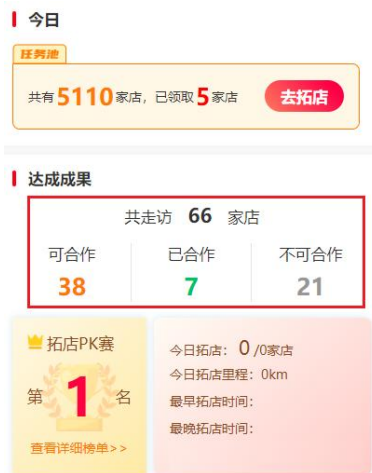 今日
任务池
共有5110家店，已领取5家店 去拓店
达成成果
共走访 66 家店
可合作 已合作 不可合作
38 7 21
拓店PK赛
第1名
查看详细榜单>>
今日拓店：0/0家店
今日拓店里程：0km
最早拓店时间：
最晚拓店时间：